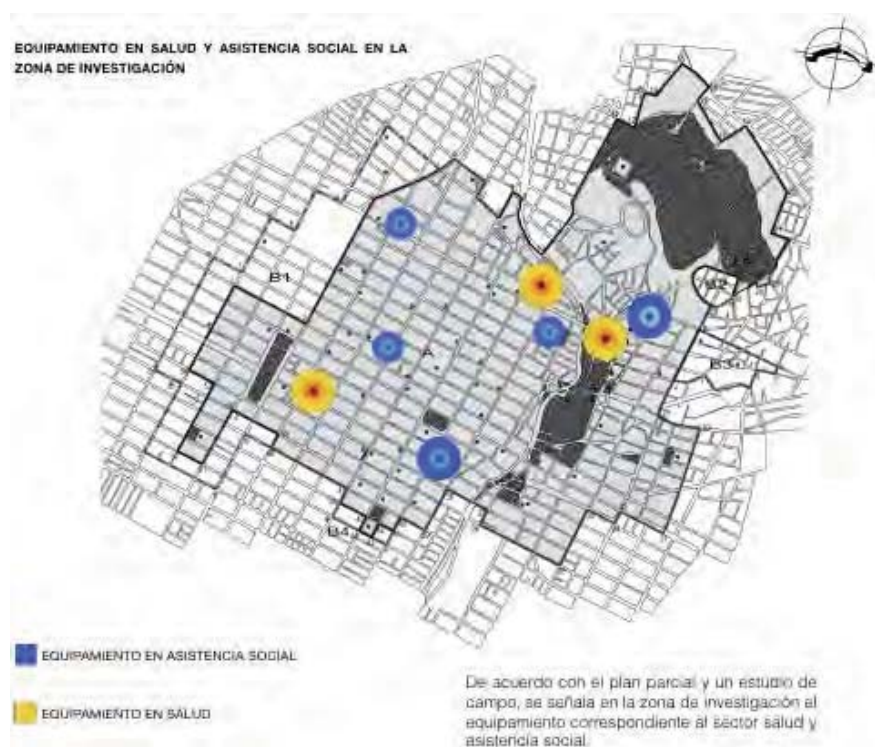 EQUIPAMIENTO EN SALUD Y ASISTENCIA SOCIAL EN LA
ZONA DE INVESTIGACIÓN
B1
B2
A
B3
B4
EQUIPAMIENTO EN ASISTENCIA SOCIAL
EQUIPAMIENTO EN SALUD
De acuerdo con el plan parcial y un estudio de
campo, se señala en la zona de investigación el
equipamiento correspondiente al sector salud y
asistencia social.